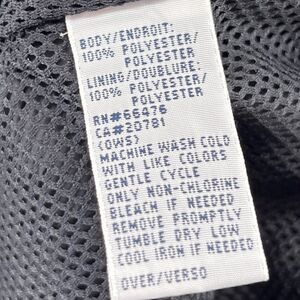 BODY/ENDROIT:
100% POLYESTER/
POLYESTER
LINING/DOUBLURE:
100% POLYESTER/
POLYESTER
RN#66476
CA#20781
(OWS)
MACHINE WASH COLD
WITH LIKE COLORS
GENTLE CYCLE
ONLY NON-CHLORINE
BLEACH IF NEEDED
REMOVE PROMPTLY
TUMBLE DRY LOW
COOL IRON IF NEEDED
OVER/VERSO